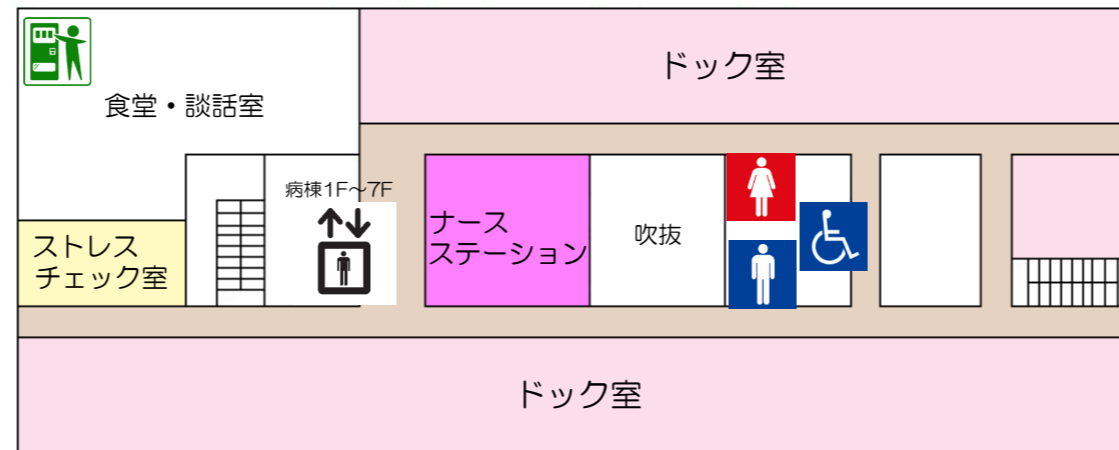 ドック室
食堂・談話室
病棟1F～7F
ナース
ステーション
吹抜
ストレス
チェック室
ドック室